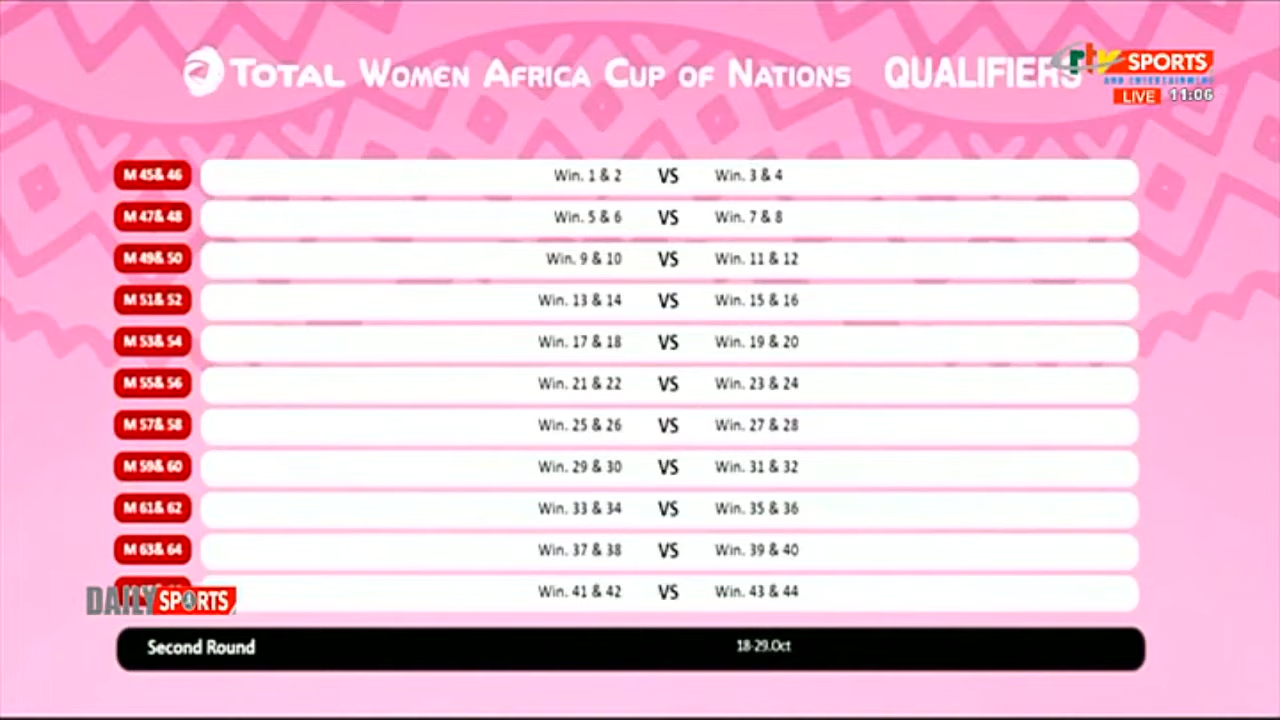 TOTAL WOMEN AFRICA CUP OF NATIONS QUALIFIERS
rtv SPORTS
AND ENTERTAINMENT
LIVE 11:06
M 45& 46 Win. 1 & 2 VS Win. 3 & 4
M 47& 48 Win. 5 & 6 VS Win. 7 & 8
M 49& 50 Win. 9 & 10 VS Win. 11 & 12
M 51& 52 Win. 13 & 14 VS Win. 15 & 16
M 53& 54 Win. 17 & 18 VS Win. 19 & 20
M 55& 56 Win. 21 & 22 VS Win. 23 & 24
M 57& 58 Win. 25 & 26 VS Win. 27 & 28
M 59& 60 Win. 29 & 30 VS Win. 31 & 32
M 61& 62 Win. 33 & 34 VS Win. 35 & 36
M 63& 64 Win. 37 & 38 VS Win. 39 & 40
Win. 41 & 42 VS Win. 43 & 44
DAILY SPORTS
Second Round 18-29.Oct